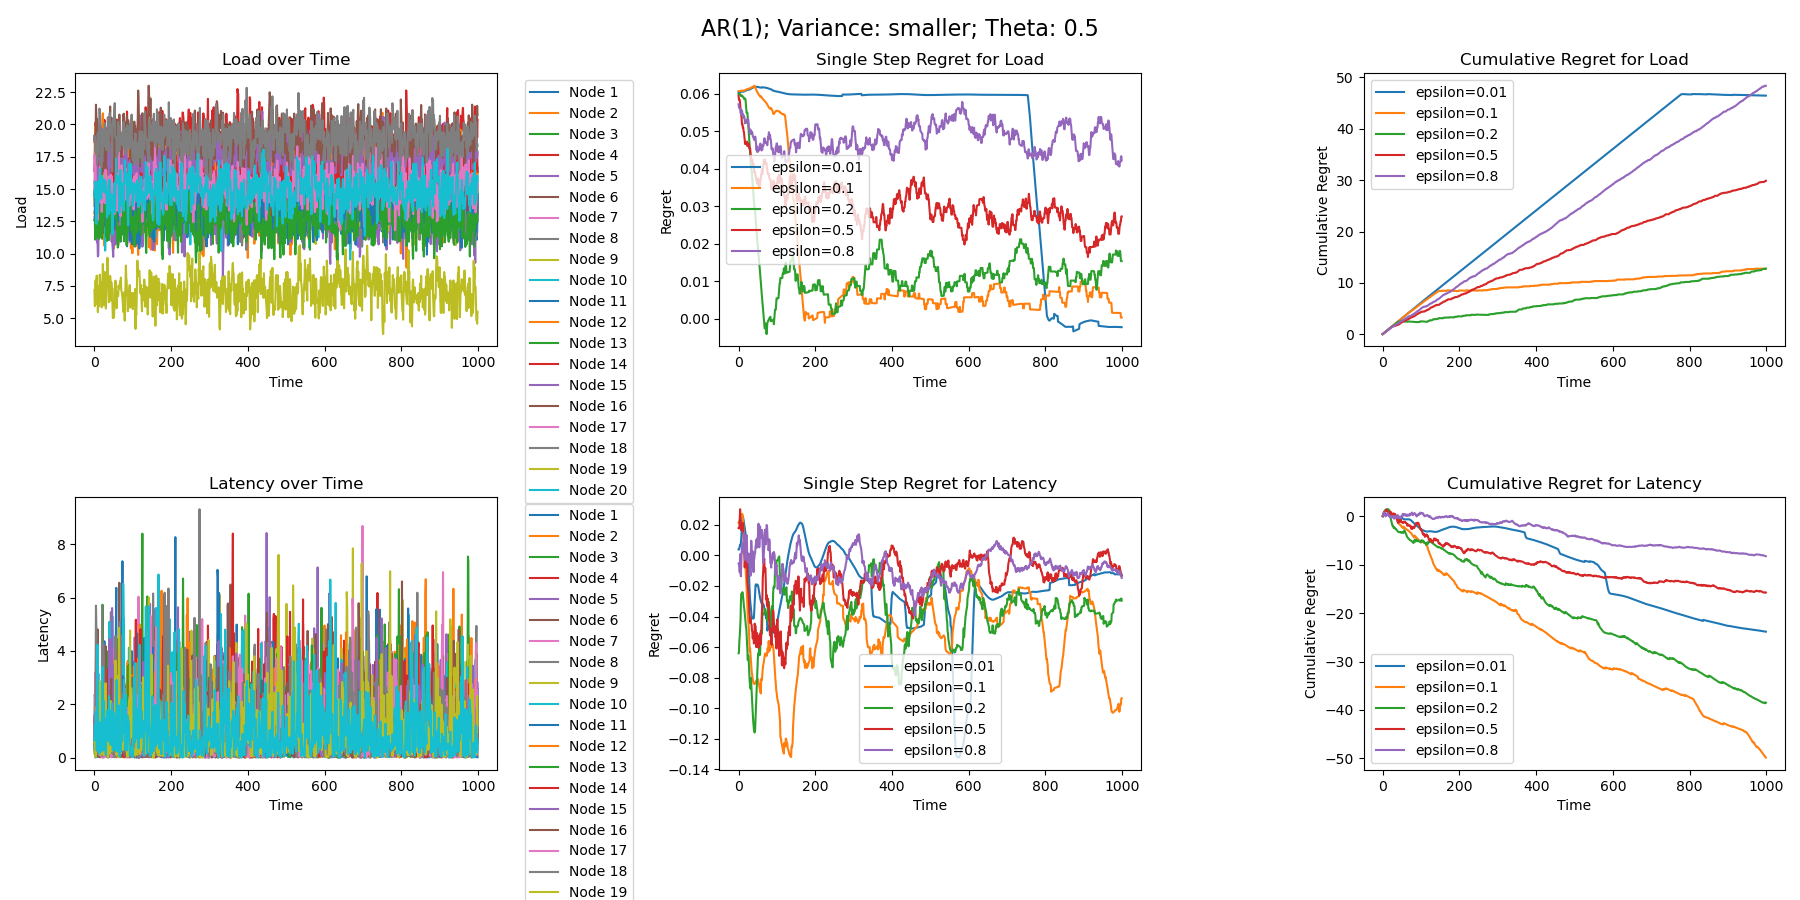 AR(1); Variance: smaller; Theta: 0.5
Load over Time
Load
22.5
20.0
17.5
15.0
12.5
10.0
7.5
5.0
0
200
400
600
800
1000
Time
Node 1
Node 2
Node 3
Node 4
Node 5
Node 6
Node 7
Node 8
Node 9
Node 10
Node 11
Node 12
Node 13
Node 14
Node 15
Node 16
Node 17
Node 18
Node 19
Node 20
Single Step Regret for Load
Regret
0.06
0.05
0.04
0.03
0.02
0.01
0.00
epsilon=0.01
epsilon=0.1
epsilon=0.2
epsilon=0.5
epsilon=0.8
0
200
400
600
800
1000
Time
Cumulative Regret for Load
Cumulative Regret
50
40
30
20
10
0
epsilon=0.01
epsilon=0.1
epsilon=0.2
epsilon=0.5
epsilon=0.8
0
200
400
600
800
1000
Time
Latency over Time
Latency
8
6
4
2
0
0
200
400
600
800
1000
Time
Node 1
Node 2
Node 3
Node 4
Node 5
Node 6
Node 7
Node 8
Node 9
Node 10
Node 11
Node 12
Node 13
Node 14
Node 15
Node 16
Node 17
Node 18
Node 19
Single Step Regret for Latency
Regret
0.02
0.00
−0.02
−0.04
−0.06
−0.08
−0.10
−0.12
−0.14
epsilon=0.01
epsilon=0.1
epsilon=0.2
epsilon=0.5
epsilon=0.8
0
200
400
600
800
1000
Time
Cumulative Regret for Latency
Cumulative Regret
0
−10
−20
−30
−40
−50
epsilon=0.01
epsilon=0.1
epsilon=0.2
epsilon=0.5
epsilon=0.8
0
200
400
600
800
1000
Time